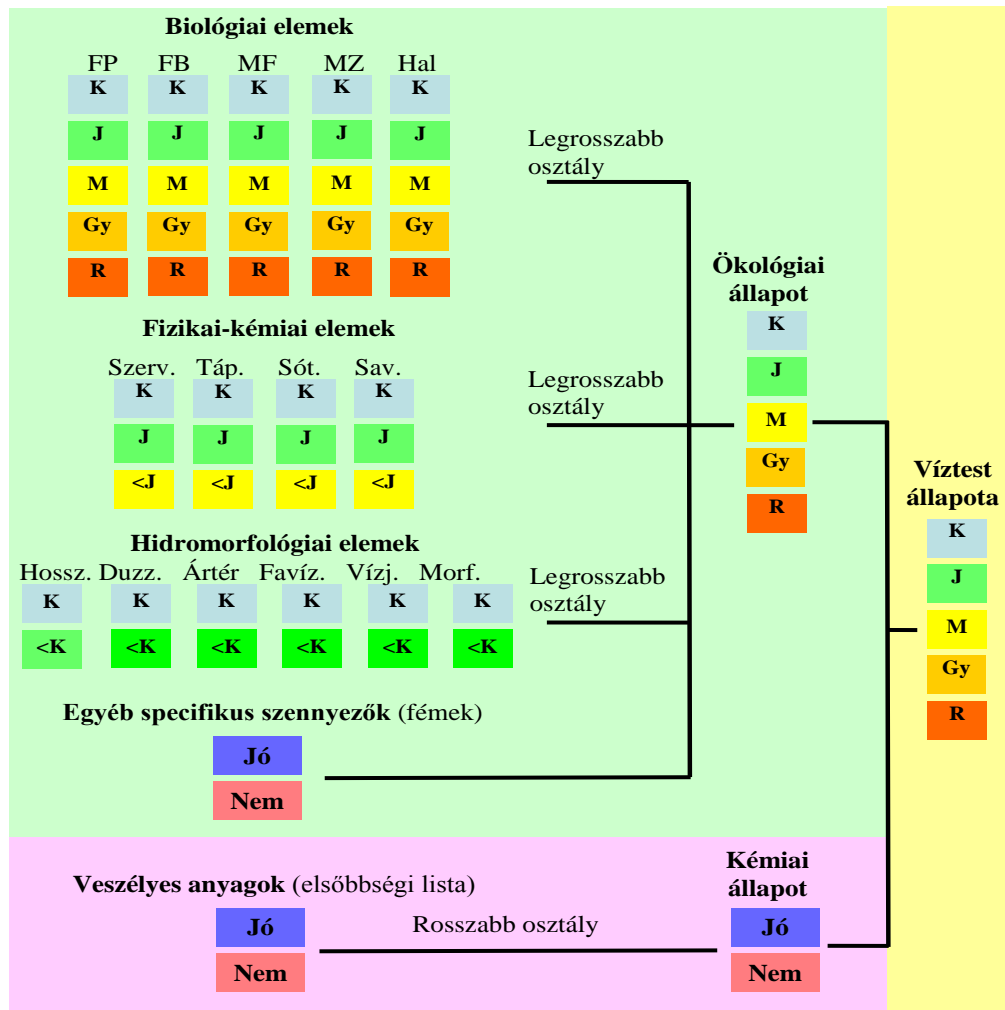 Biológiai elemek
FP FB MF MZ Hal
K K K K K
J J J J J
M M M M M
Gy Gy Gy Gy Gy
R R R R R
Legrosszabb
osztály
Fizikai-kémiai elemek
Szerv. Táp. Sót. Sav.
K K K K
J J J J
<J <J <J <J
Legrosszabb
osztály
Hidromorfológiai elemek
Hossz. Duzz. Ártér Favíz. Vízj. Morf.
K K K K K K
<K <K <K <K <K <K
Legrosszabb
osztály
Egyéb specifikus szennyezők (fémek)
Jó
Nem
Ökológiai
állapot
K
J
M
Gy
R
Veszélyes anyagok (elsőbbségi lista)
Jó
Nem
Rosszabb osztály
Kémiai
állapot
Jó
Nem
Víztest
állapota
K
J
M
Gy
R